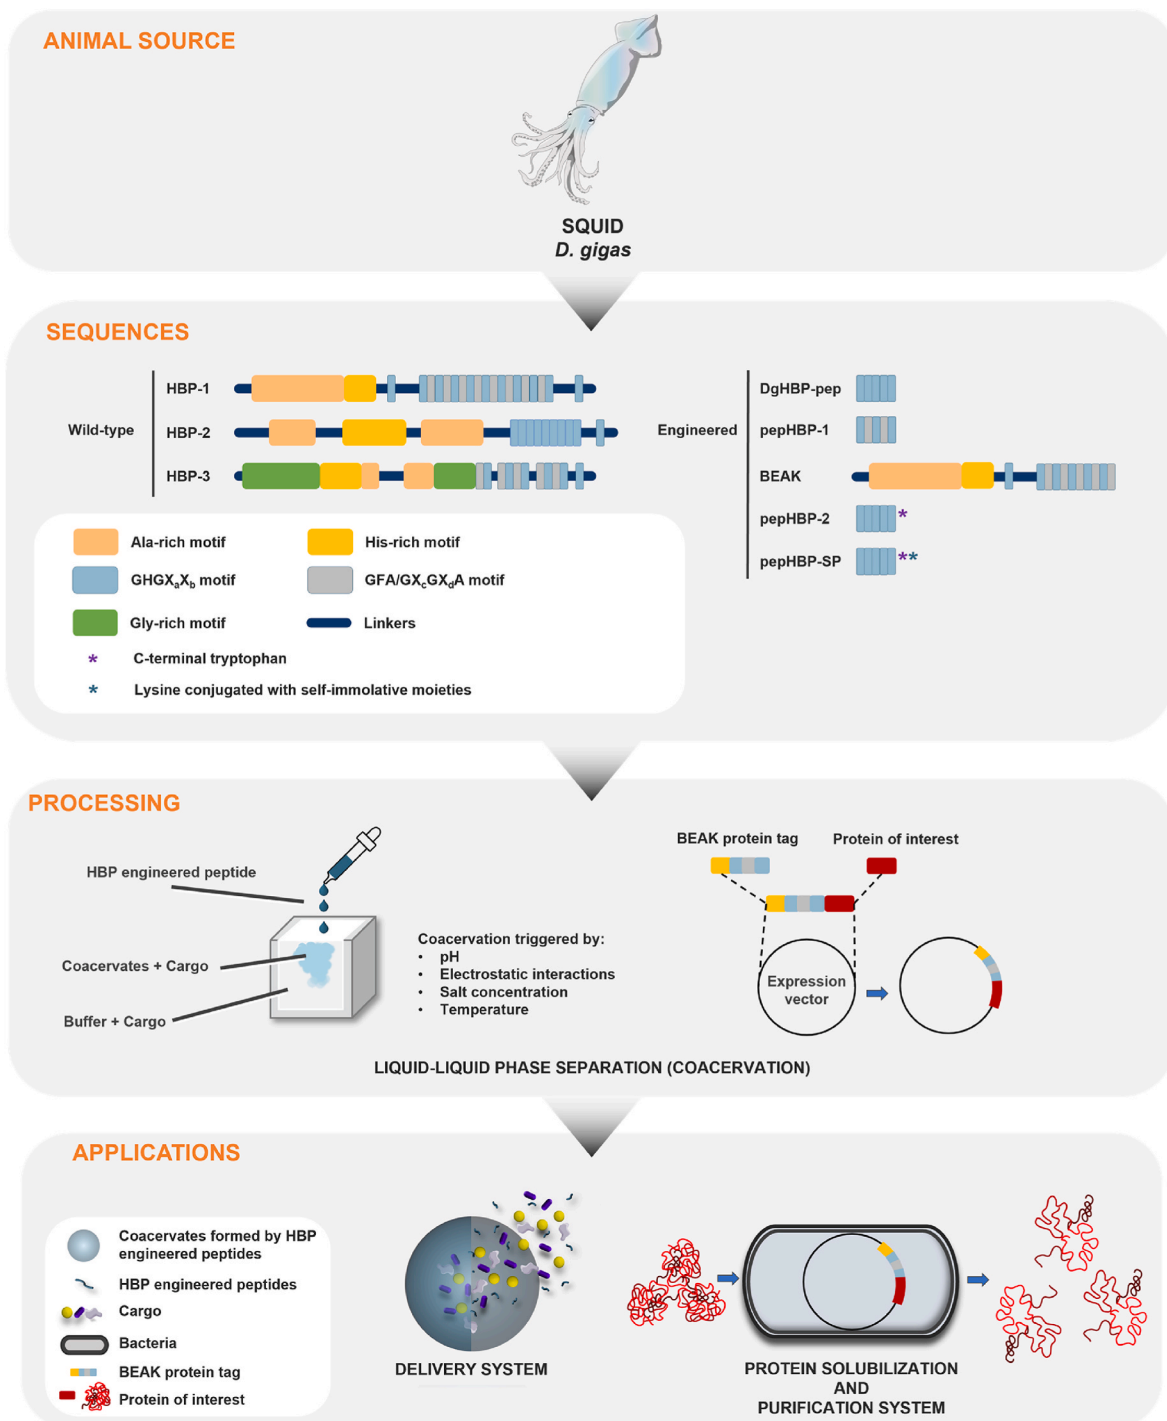 ANIMAL SOURCE
SQUID
D. gigas
SEQUENCES
Wild-type
HBP-1
HBP-2
HBP-3
Engineered
DgHBP-pep
pepHBP-1
BEAK
pepHBP-2
*
pepHBP-SP
**
Ala-rich motif
His-rich motif
GHGXaXb motif
GFA/GXcGXdA motif
Gly-rich motif
Linkers
* C-terminal tryptophan
* Lysine conjugated with self-immolative moieties
PROCESSING
HBP engineered peptide
Coacervates + Cargo
Buffer + Cargo
Coacervation triggered by:
• pH
• Electrostatic interactions
• Salt concentration
• Temperature
BEAK protein tag
Protein of interest
Expression
vector
LIQUID-LIQUID PHASE SEPARATION (COACERVATION)
APPLICATIONS
Coacervates formed by HBP
engineered peptides
HBP engineered peptides
Cargo
Bacteria
BEAK protein tag
Protein of interest
DELIVERY SYSTEM
PROTEIN SOLUBILIZATION
AND
PURIFICATION SYSTEM